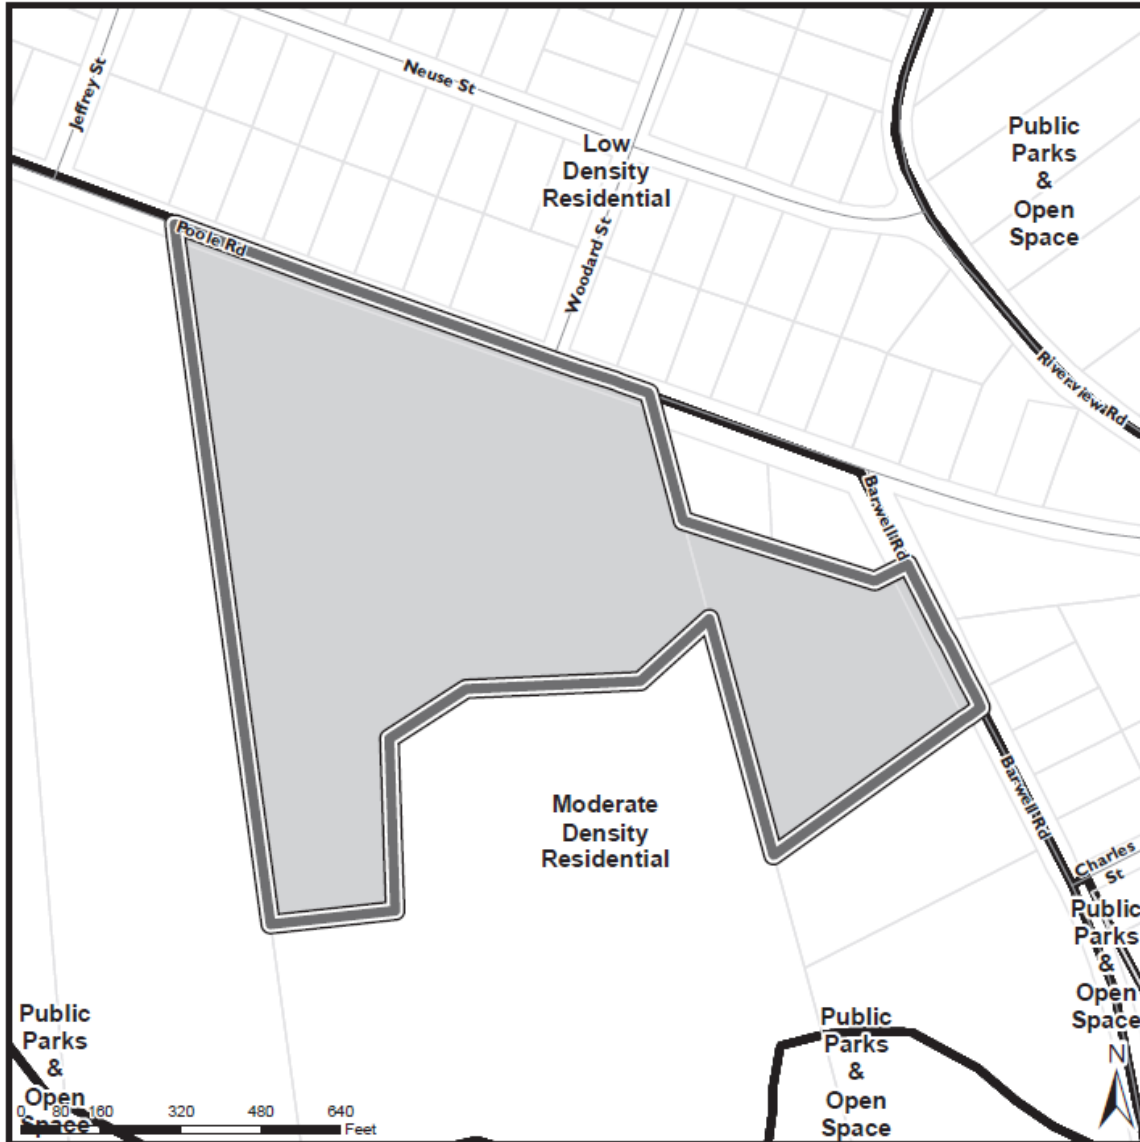 Jeffrey St
Neuse St
Low
Density
Residential
Public
Parks
&
Open
Space
Poole Rd
Woodard St
Riverview Rd
Barwell Rd
Moderate
Density
Residential
Barwell Rd
Charles
St
Public
Parks
&
Open
Space
Public
Parks
&
Open
Space
Public
Parks
&
Open
Space
N
0 80 160 320 480 640
Feet